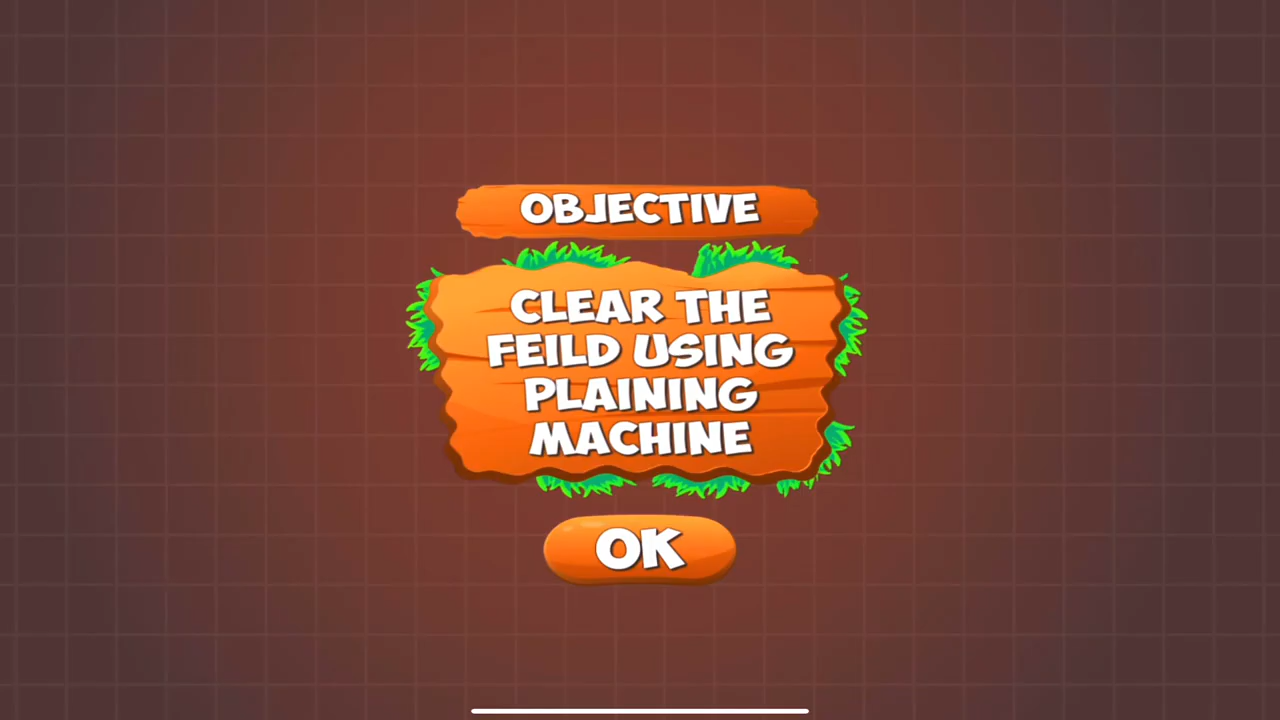 OBJECTIVE
CLEAR THE
FEILD USING
PLAINING
MACHINE
OK